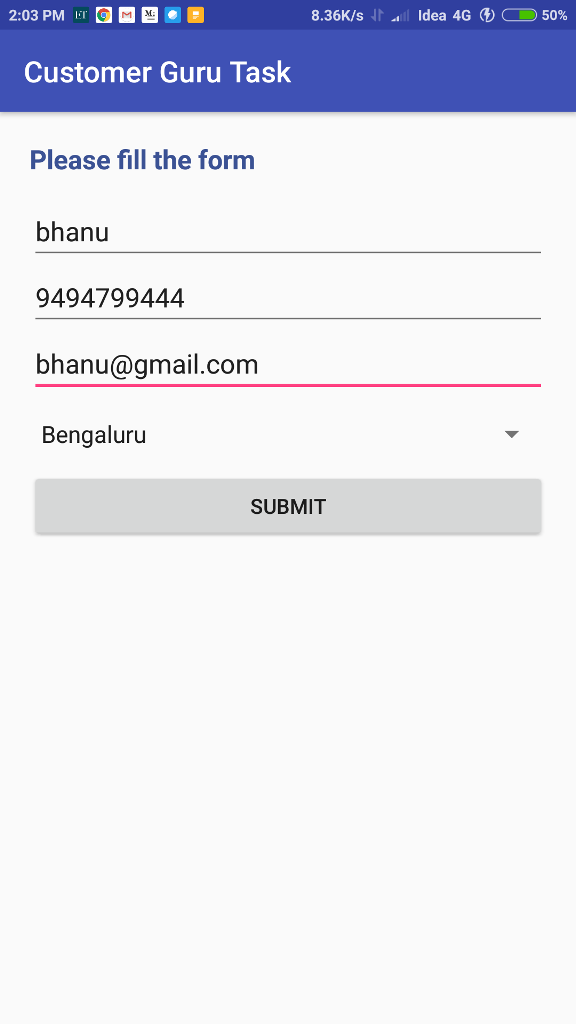 2:03 PM ET M 8.36K/s Idea 4G 50%
Customer Guru Task
Please fill the form
bhanu
9494799444
bhanu@gmail.com
Bengaluru
SUBMIT